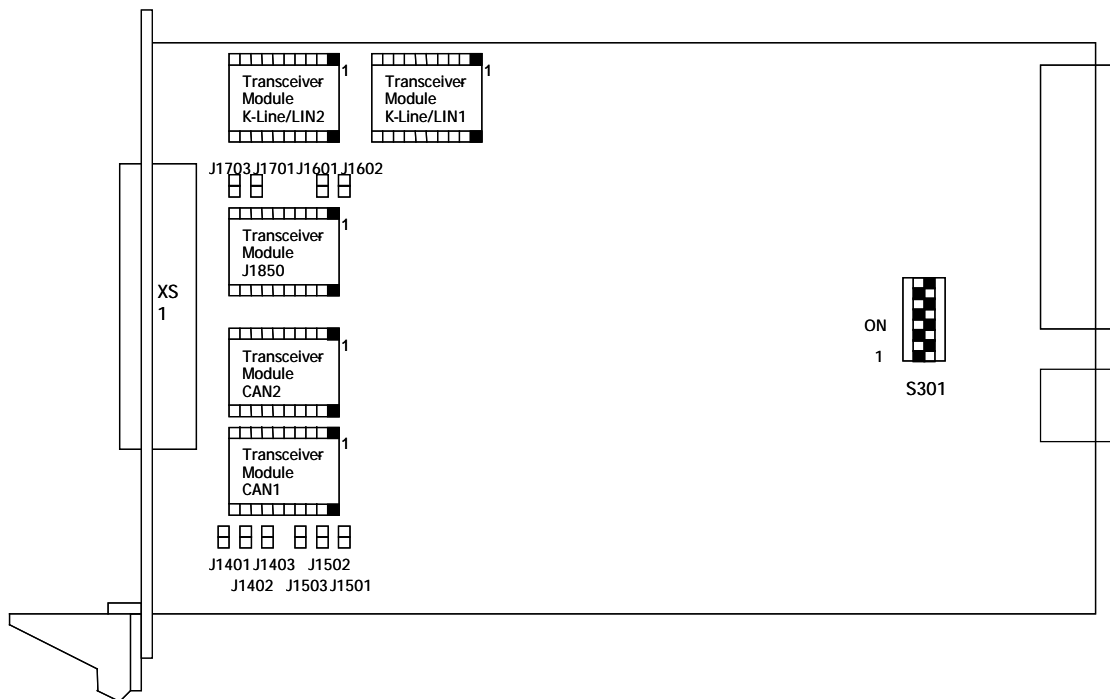 1
Transceiver
Module
K-Line/LIN2
1
Transceiver
Module
K-Line/LIN1
J1703 J1701 J1601 J1602
1
Transceiver
Module
J1850
XS
1
1
Transceiver
Module
CAN2
ON
1
S301
1
Transceiver
Module
CAN1
J1401 J1403 J1502
J1402 J1503 J1501